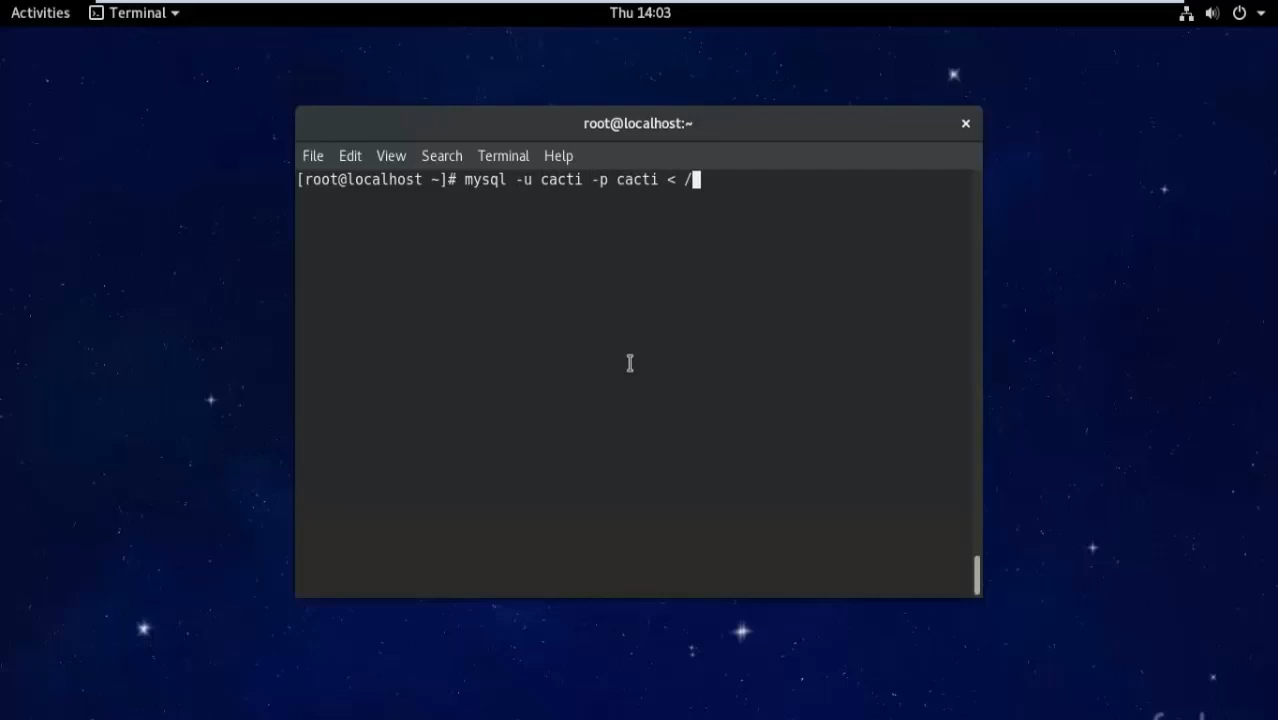 Activities Terminal Thu 14:03
root@localhost:~ ×
File Edit View Search Terminal Help
[root@localhost ~]# mysql -u cacti -p cacti < /